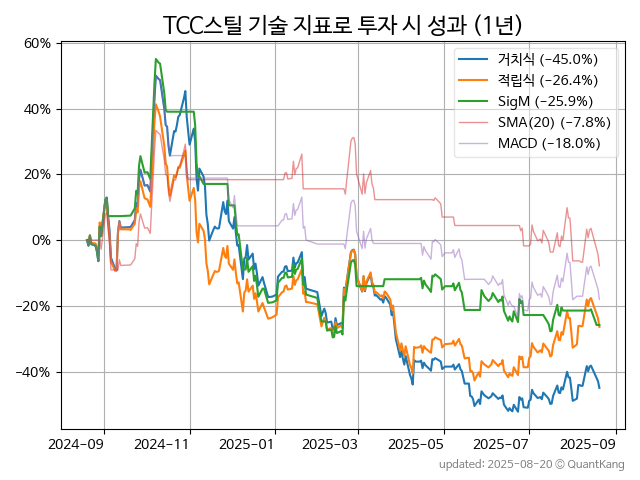 TCC스틸 기술 지표로 투자 시 성과 (1년)
60%
40%
20%
0%
−20%
−40%
거치식 (−45.0%)
적립식 (−26.4%)
SigM (−25.9%)
SMA(20) (−7.8%)
MACD (−18.0%)
2024−09 2024−11 2025−01 2025−03 2025−05 2025−07 2025−09
updated: 2025−08−20 © QuantKang